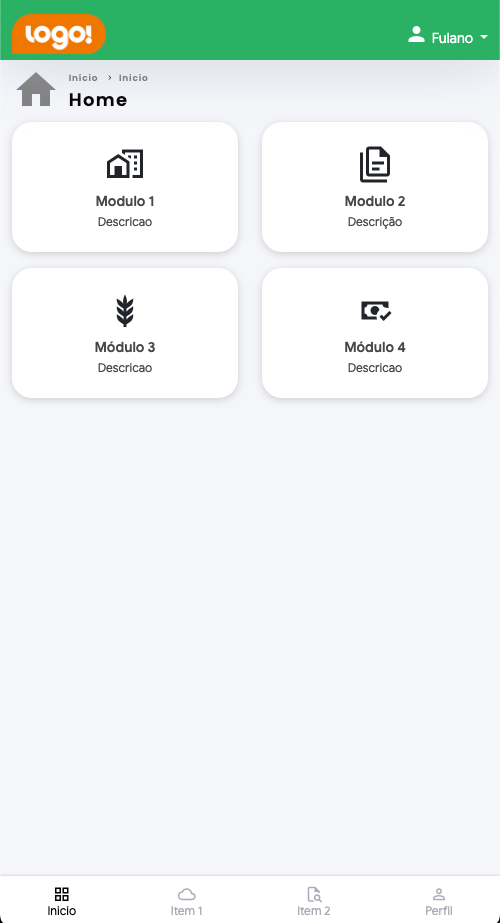 logo!
Fulano
Inicio > Inicio
Home
Modulo 1
Descricao
Modulo 2
Descrição
Módulo 3
Descricao
Módulo 4
Descricao
Inicio
Item 1
Item 2
Perfil